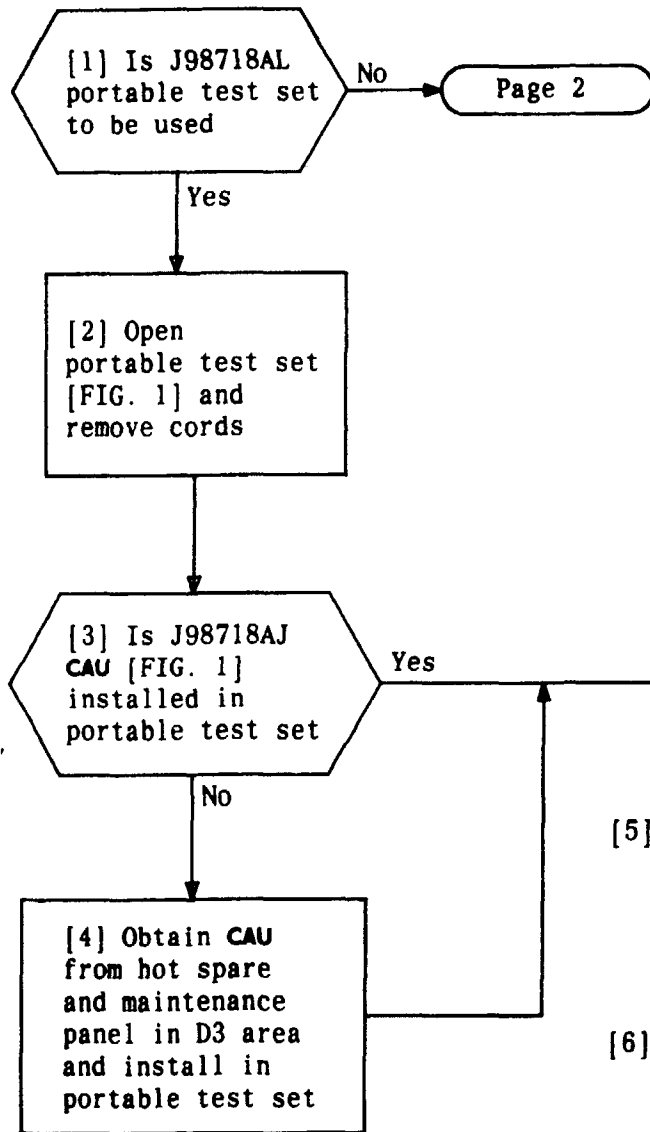 [1] Is J98718AL
portable test set
to be used
No
Page 2
Yes
[2] Open
portable test set
[FIG. 1] and
remove cords
[3] Is J98718AJ
CAU [FIG. 1]
installed in
portable test set
Yes
No
[5]
[4] Obtain CAU
from hot spare
and maintenance
panel in D3 area
and install in
portable test set
[6]